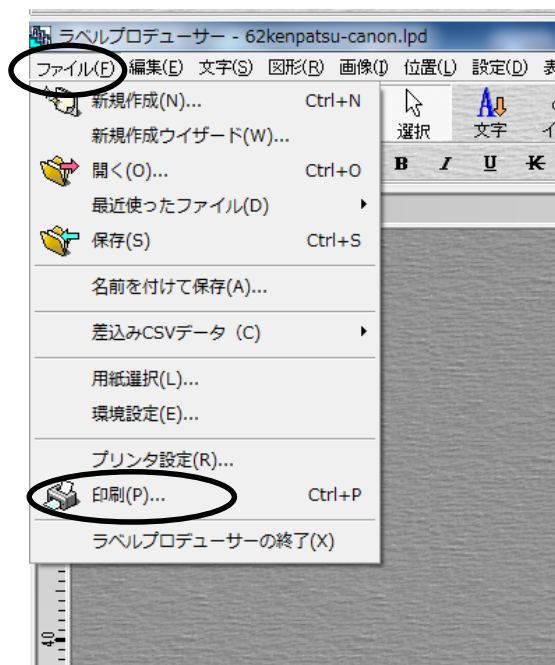 ラベルプロデューサー - 62kenpatsu-canon.lpd
ファイル(F) 編集(E) 文字(S) 図形(R) 画像(I) 位置(L) 設定(D) 表
新規作成(N)... Ctrl+N
新規作成ウイザード(W)...
開く(O)... Ctrl+O
最近使ったファイル(D)
保存(S) Ctrl+S
名前を付けて保存(A)...
差込みCSVデータ（C)
用紙選択(L)...
環境設定(E)...
プリンタ設定(R)...
印刷(P)... Ctrl+P
ラベルプロデューサーの終了(X)
選択 文字 イ
B I U K
40